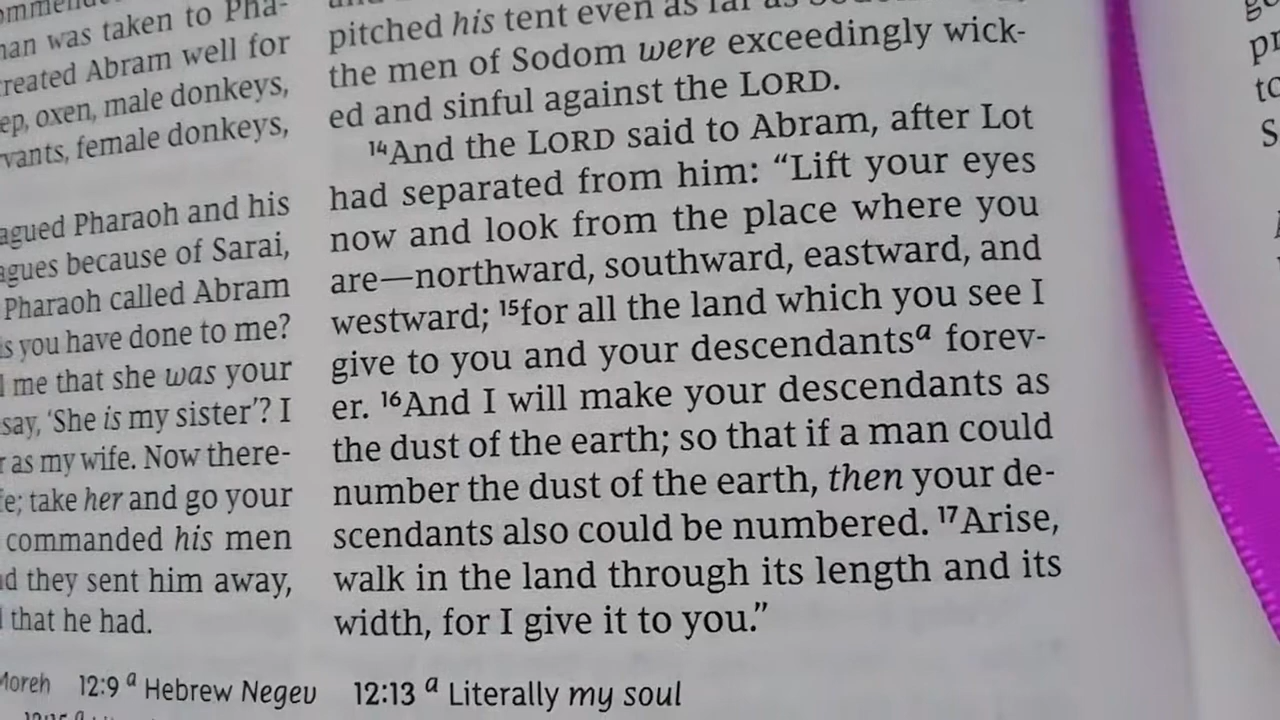 man was taken to Pha-
treated Abram well for
oxen, male donkeys,
female donkeys,
Pharaoh and his
because of Sarai,
Pharaoh called Abram
you have done to me?
me that she was your
say, ‘She is my sister’? I
as my wife. Now there-
take her and go your
commanded his men
they sent him away,
that he had.
pitched his tent even as far as
the men of Sodom were exceedingly wick-
ed and sinful against the LORD.
¹⁴And the LORD said to Abram, after Lot
had separated from him: “Lift your eyes
now and look from the place where you
are—northward, southward, eastward, and
westward; ¹⁵for all the land which you see I
give to you and your descendantsᵃ forev-
er. ¹⁶And I will make your descendants as
the dust of the earth; so that if a man could
number the dust of the earth, then your de-
scendants also could be numbered. ¹⁷Arise,
walk in the land through its length and its
width, for I give it to you.”
Moreh 12:9 ᵃ Hebrew Negev 12:13 ᵃ Literally my soul